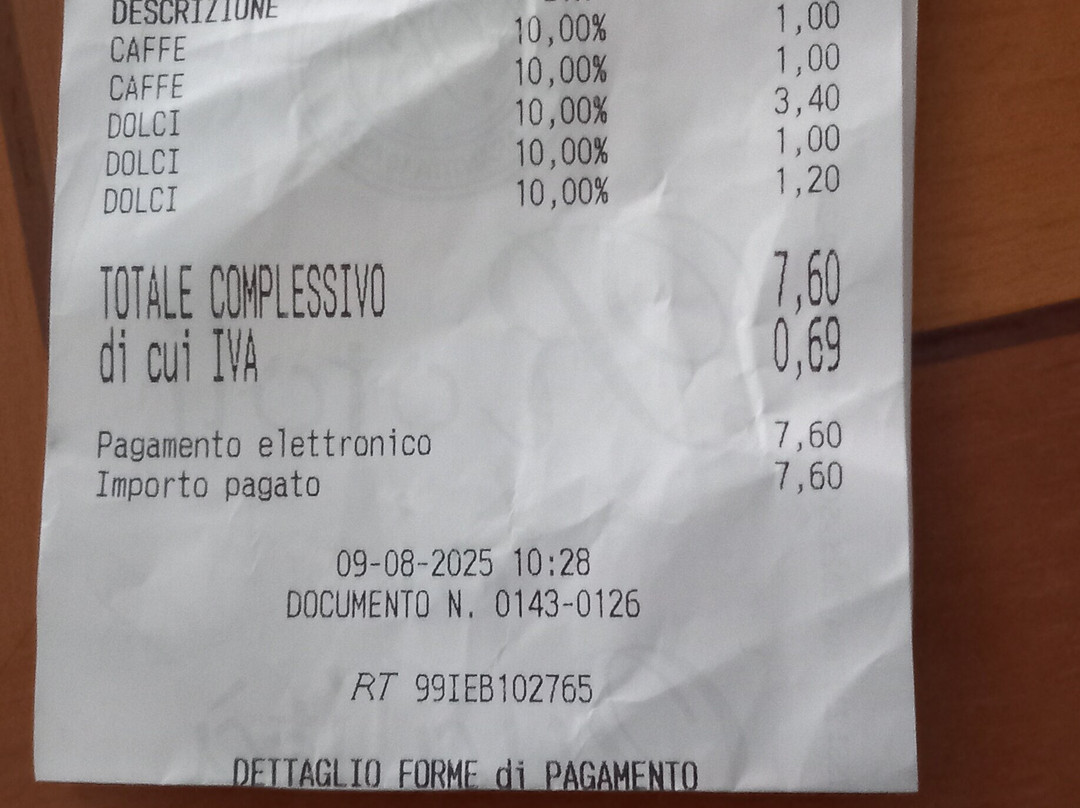 DESCRIZIONE
CAFFE 10,00% 1,00
CAFFE 10,00% 1,00
DOLCI 10,00% 3,40
DOLCI 10,00% 1,00
DOLCI 10,00% 1,20
TOTALE COMPLESSIVO 7,60
di cui IVA 0,69
Pagamento elettronico 7,60
Importo pagato 7,60
09-08-2025 10:28
DOCUMENTO N. 0143-0126
RT 99IEB102765
DETTAGLIO FORME di PAGAMENTO